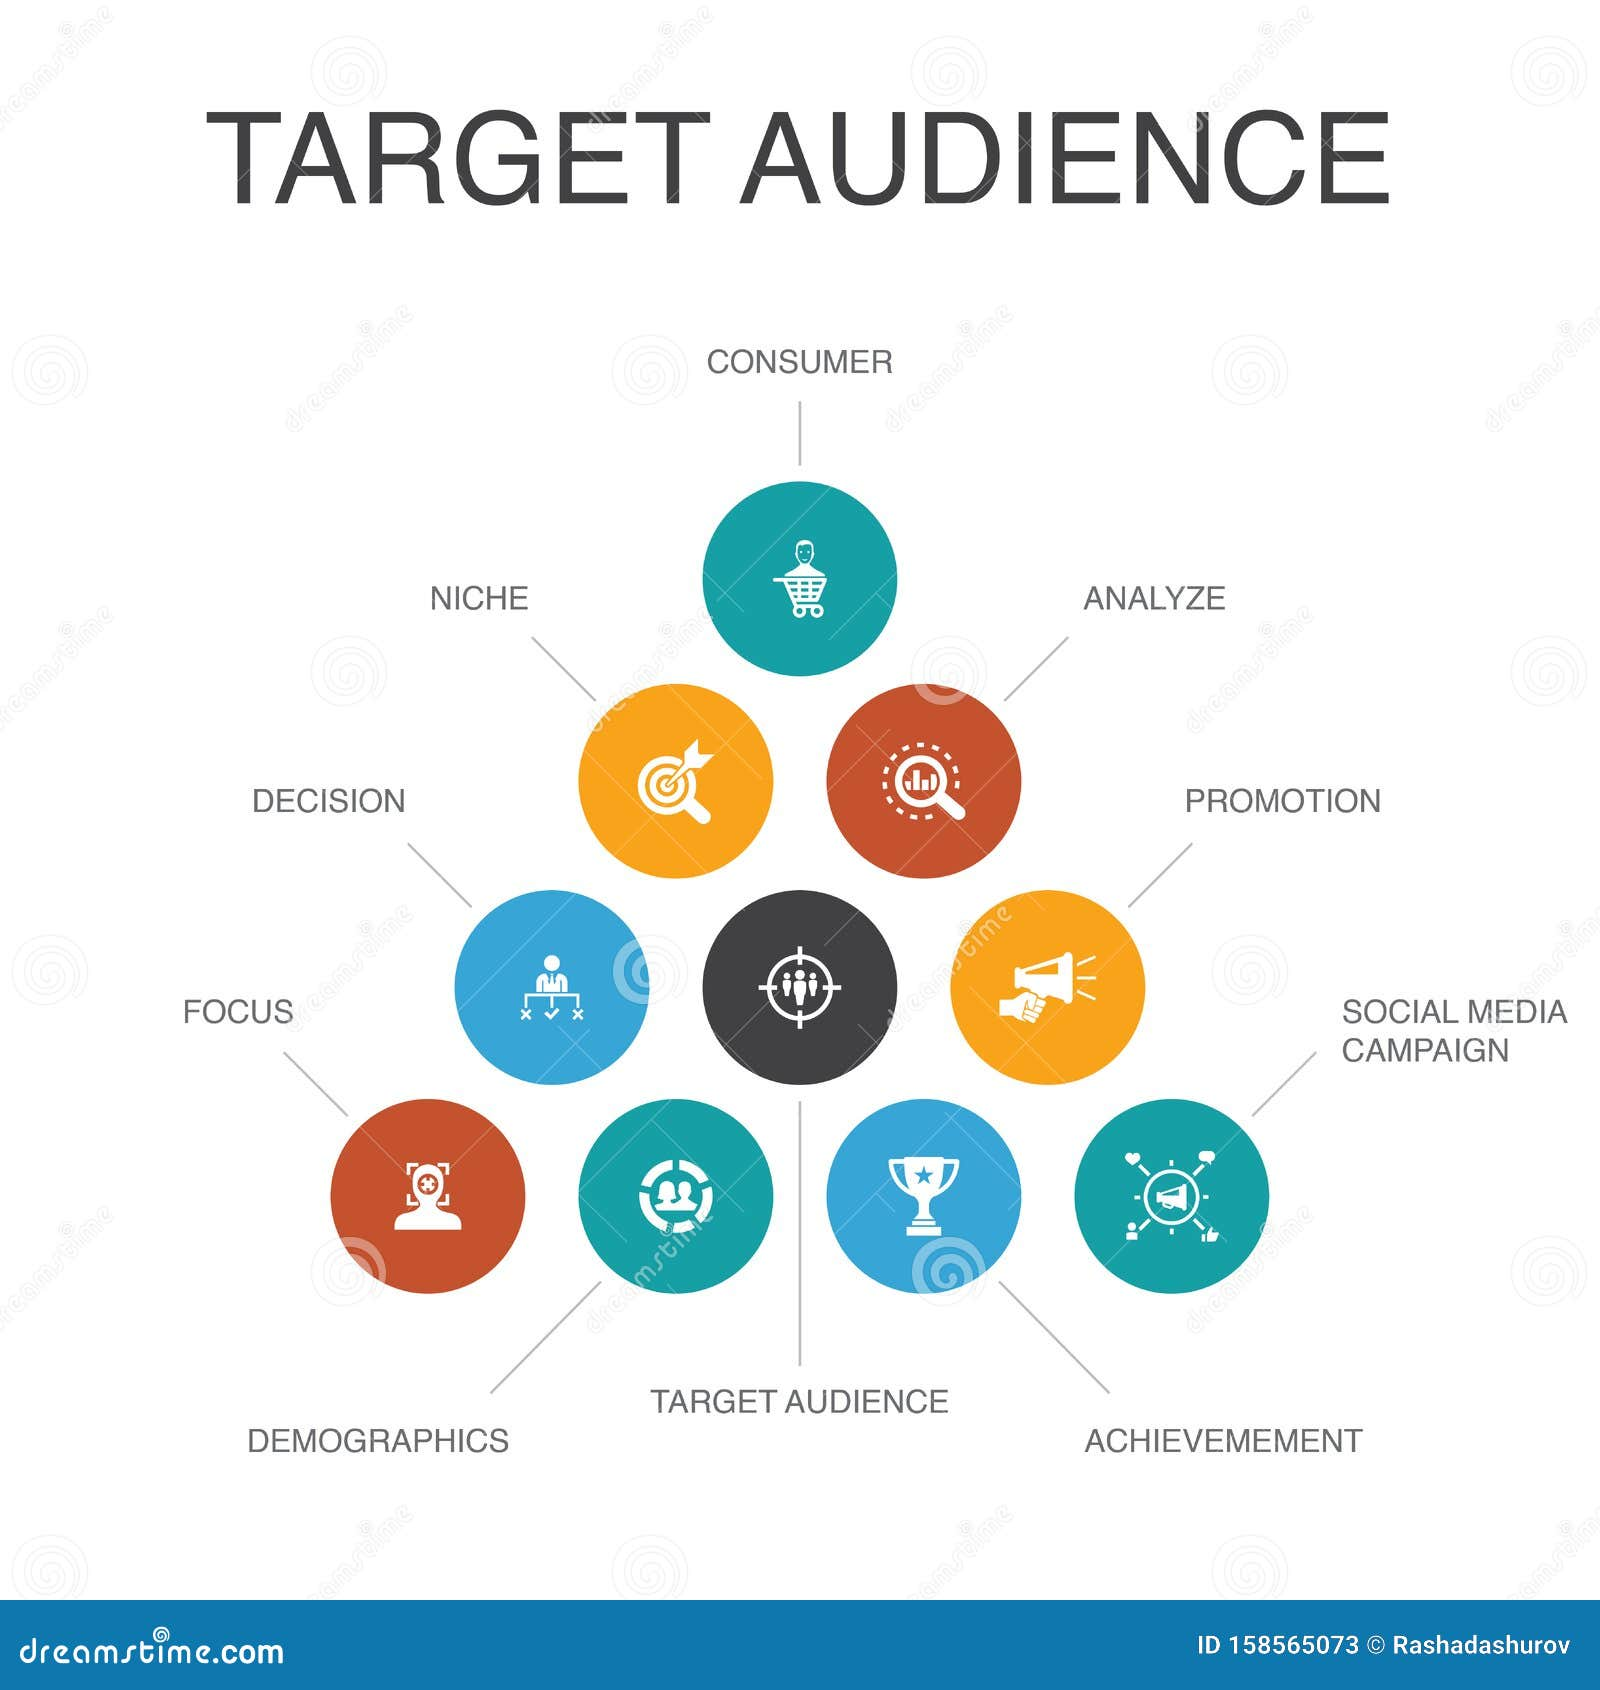 TARGET AUDIENCE
CONSUMER
NICHE
ANALYZE
DECISION
PROMOTION
FOCUS
SOCIAL MEDIA
CAMPAIGN
TARGET AUDIENCE
DEMOGRAPHICS
ACHIEVEMEMENT
dreamstime.com
ID 158565073 © Rashadashurov